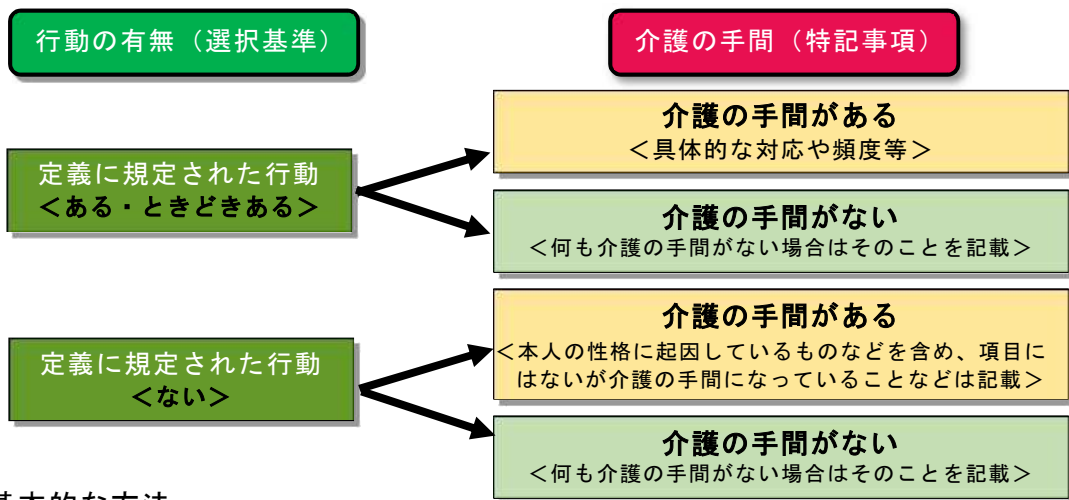 行動の有無（選択基準）
介護の手間（特記事項）
定義に規定された行動
＜ある・ときどきある＞
介護の手間がある
＜具体的な対応や頻度等＞
介護の手間がない
＜何も介護の手間がない場合はそのことを記載＞
定義に規定された行動
＜ない＞
介護の手間がある
＜本人の性格に起因しているものなどを含め、項目に
はないが介護の手間になっていることなどは記載＞
介護の手間がない
＜何も介護の手間がない場合はそのことを記載＞
基本的な方法